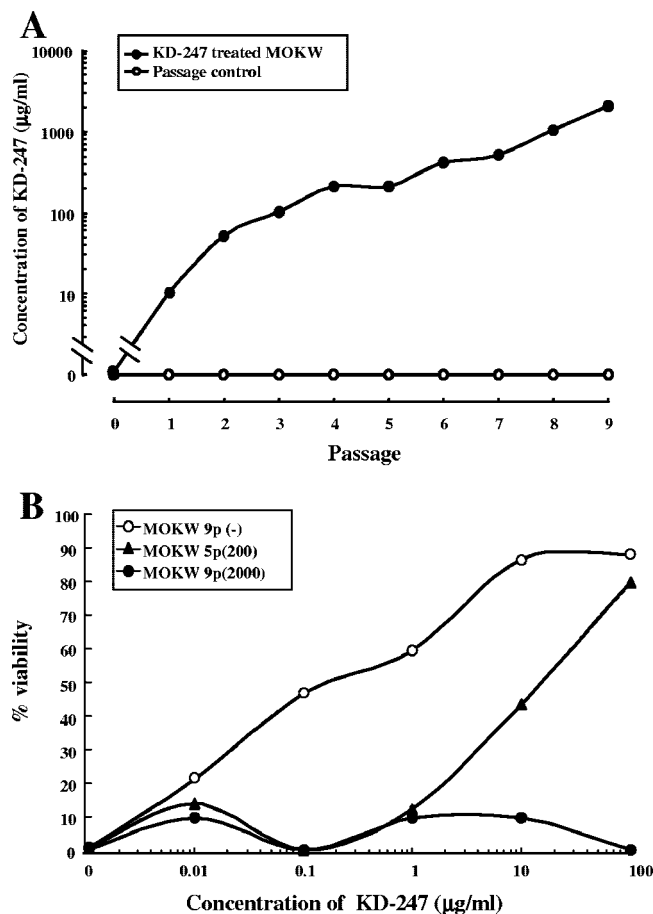 A
KD-247 treated MOKW
Passage control
Concentration of KD-247 (μg/ml)
10000
1000
100
10
0
0 1 2 3 4 5 6 7 8 9
Passage
B
MOKW 9p (-)
MOKW 5p(200)
MOKW 9p(2000)
% viability
100
90
80
70
60
50
40
30
20
10
0
0 0.01 0.1 1 10 100
Concentration of KD-247 (μg/ml)